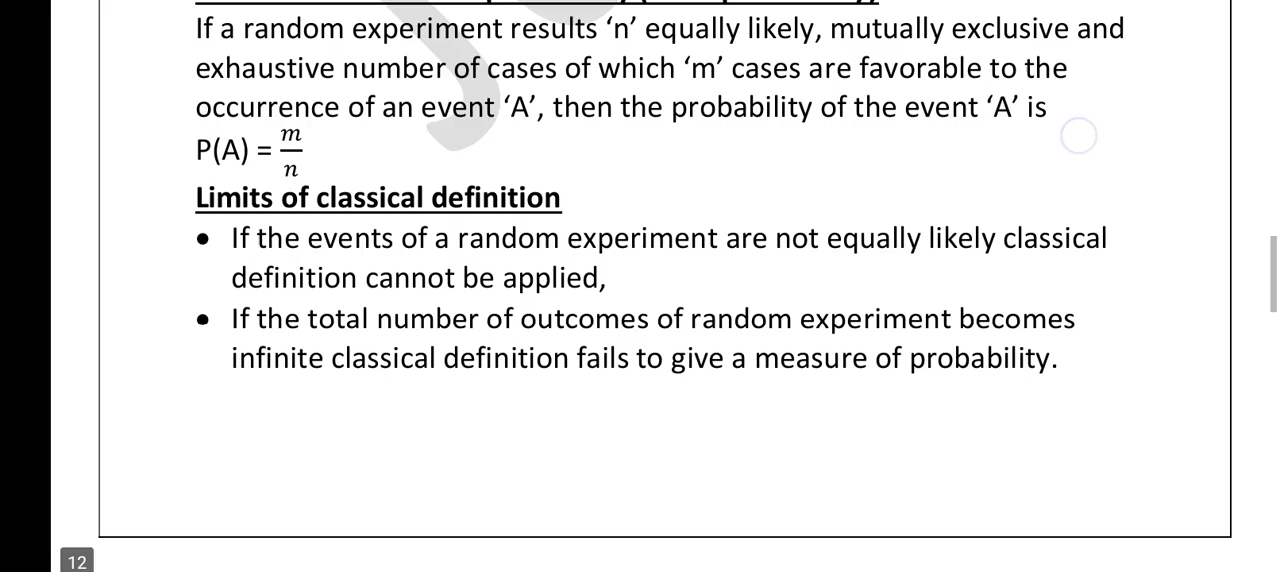 If a random experiment results ‘n’ equally likely, mutually exclusive and
exhaustive number of cases of which ‘m’ cases are favorable to the
occurrence of an event ‘A’, then the probability of the event ‘A’ is
P(A) = m/n
Limits of classical definition
• If the events of a random experiment are not equally likely classical
definition cannot be applied,
• If the total number of outcomes of random experiment becomes
infinite classical definition fails to give a measure of probability.
12